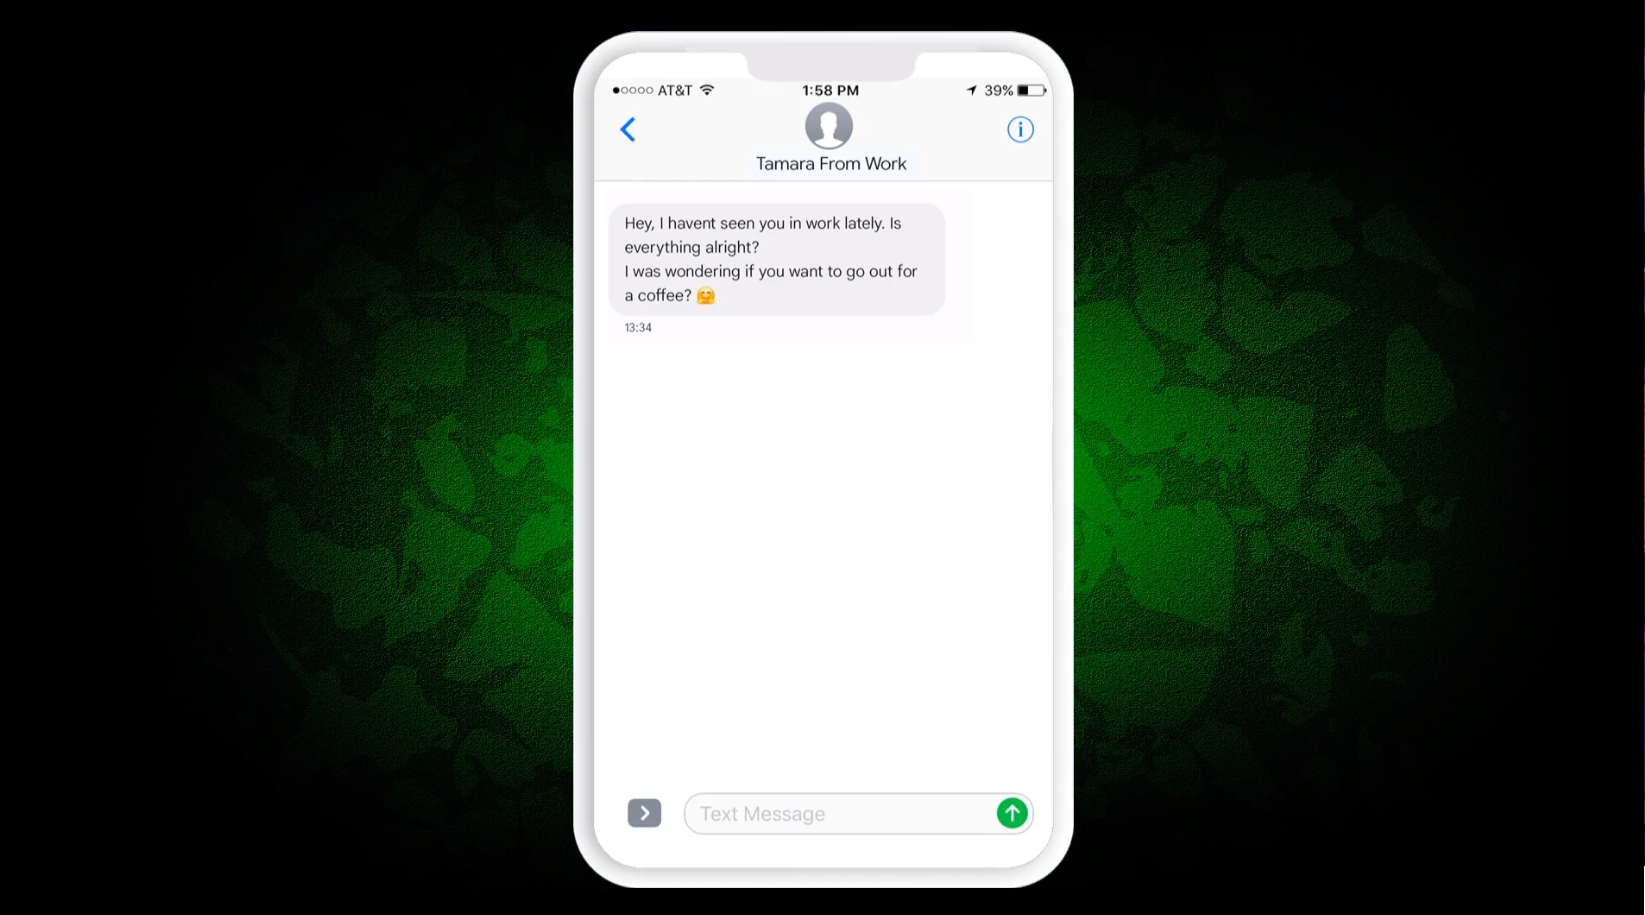 AT&T 1:58 PM 39%
Tamara From Work
Hey, I havent seen you in work lately. Is
everything alright?
I was wondering if you want to go out for
a coffee? 🤗
13:34
Text Message